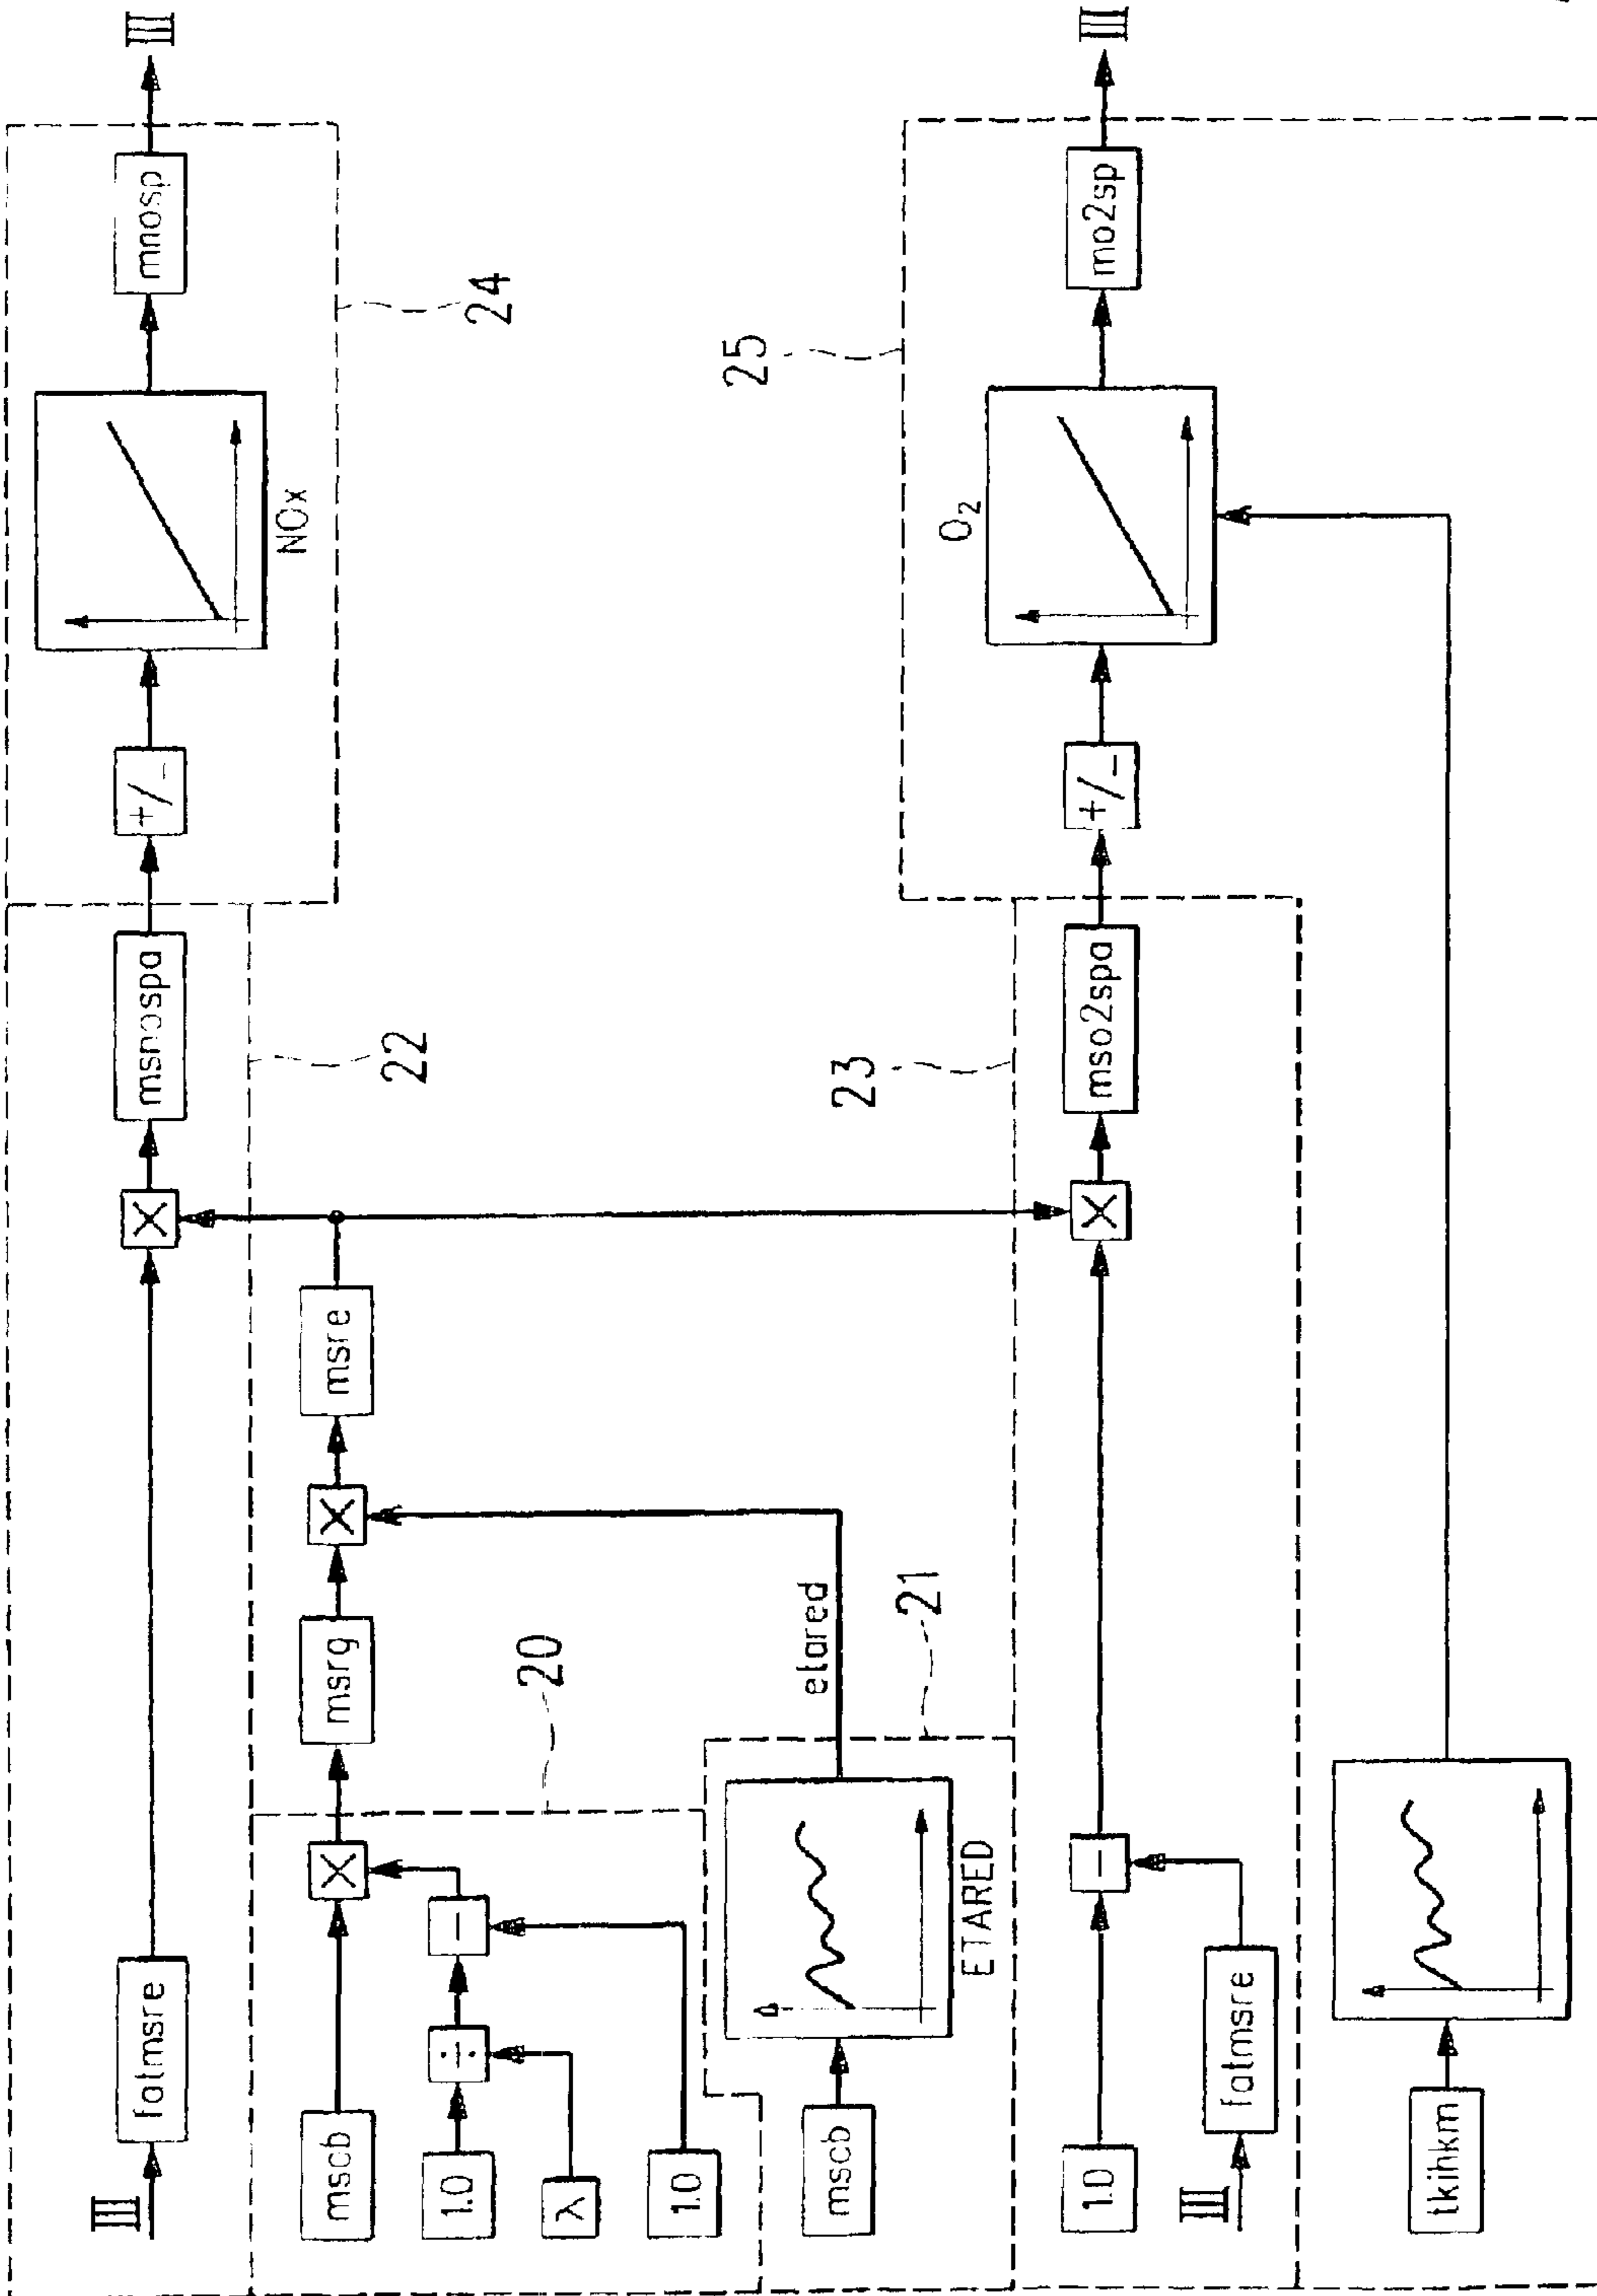 III
fatmsre
msnospa
+/-
NOx
mnosp
III
22
24
mscb
1.0
λ
1.0
20
msrg
msre
mscb
ETARED
etared
21
1.0
III
fatmsre
23
mso2spa
+/-
O2
25
mo2sp
III
tkihkm